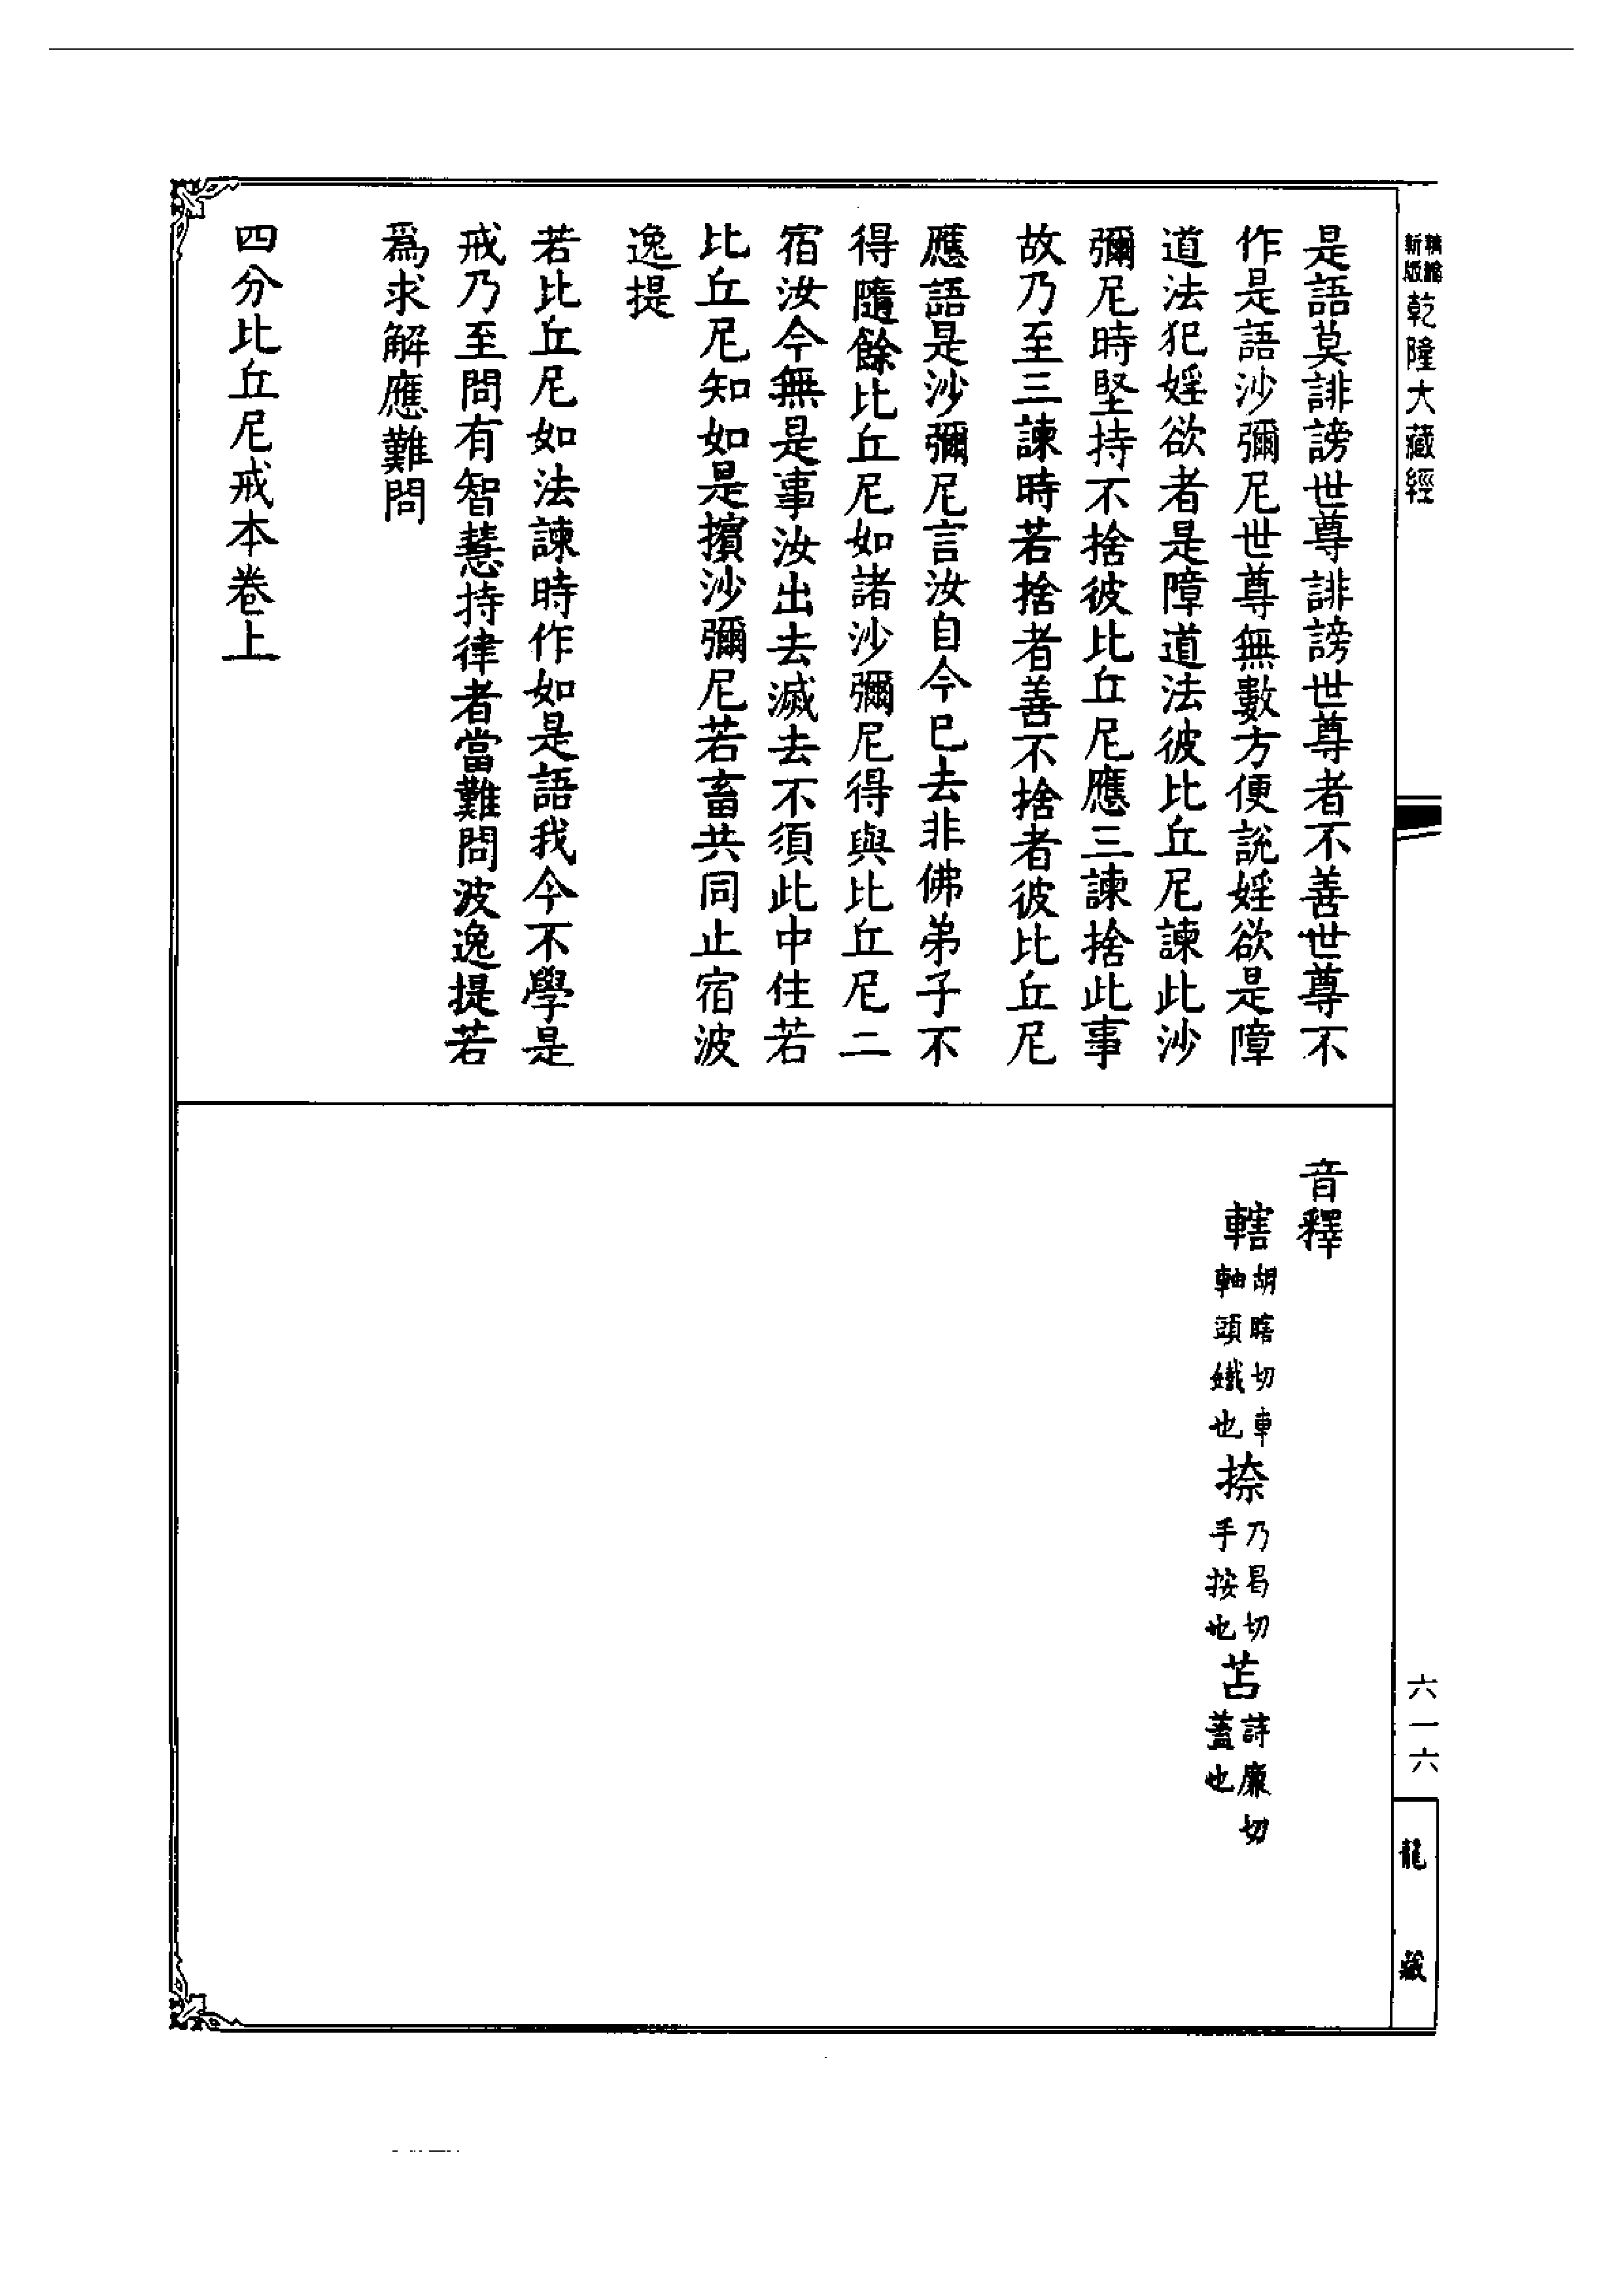 新版精縮乾隆大藏經
六一六
龍藏
是語莫誹謗世尊誹謗世尊者不善世尊不
作是語沙彌尼世尊無數方便說婬欲是障
道法犯婬欲者是障道法彼比丘尼諫此沙
彌尼時堅持不捨彼比丘尼應三諫捨此事
故乃至三諫時若捨者善不捨者彼比丘尼
應語是沙彌尼言汝自今已去非佛弟子不
得隨餘比丘尼如諸沙彌尼得與比丘尼二
宿汝今無是事汝出去滅去不須此中住若
比丘尼知如是擯沙彌尼若畜共同止宿波
逸提
若比丘尼如法諫時作如是語我今不學是
戒乃至問有智慧持律者當難問波逸提若
爲求解應難問
四分比丘尼戒本卷上
音釋
轄胡瞎切車軸頭鐵也捺乃曷切手按也苫詩廉切蓋也